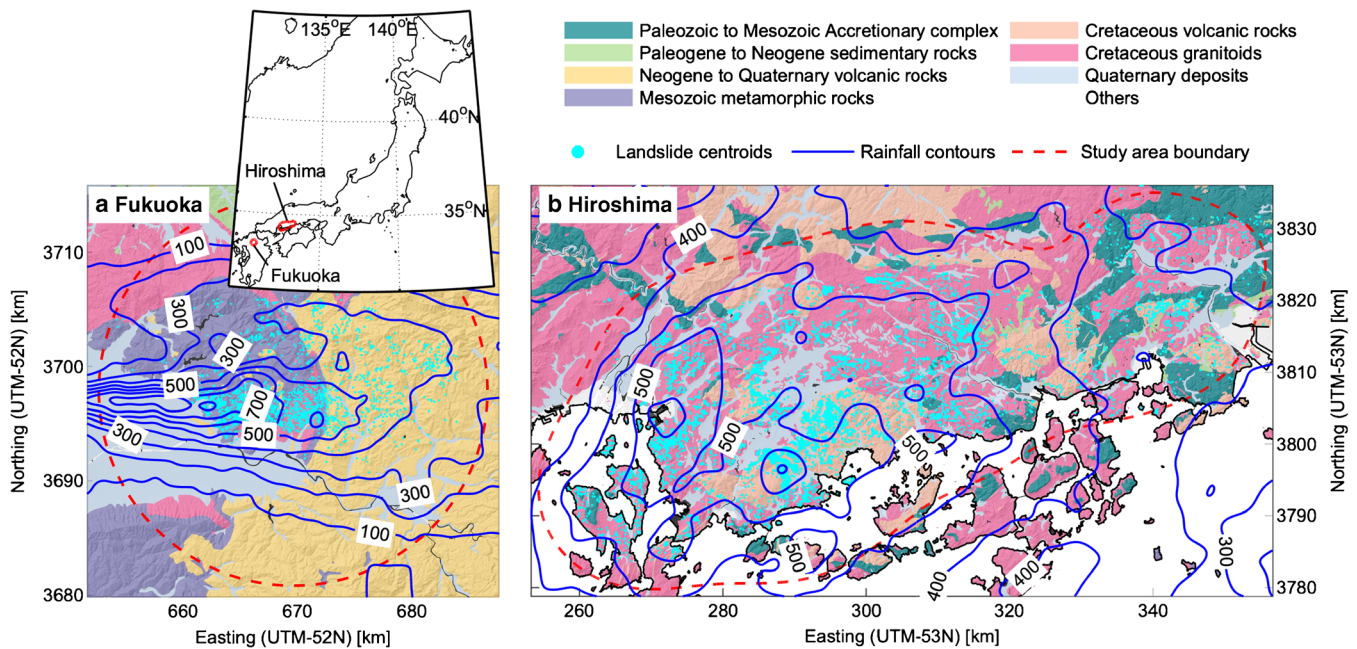 135°E
140°E
40°N
35°N
Hiroshima
Fukuoka
Paleozoic to Mesozoic Accretionary complex
Paleogene to Neogene sedimentary rocks
Neogene to Quaternary volcanic rocks
Mesozoic metamorphic rocks
Cretaceous volcanic rocks
Cretaceous granitoids
Quaternary deposits
Others
Landslide centroids
Rainfall contours
Study area boundary
a Fukuoka
100
300
300
500
700
500
300
300
100
3710
3700
3690
3680
Northing (UTM-52N) [km]
660
670
680
Easting (UTM-52N) [km]
b Hiroshima
400
500
500
500
500
400
400
300
3830
3820
3810
3800
3790
3780
Northing (UTM-53N) [km]
260
280
300
320
340
Easting (UTM-53N) [km]